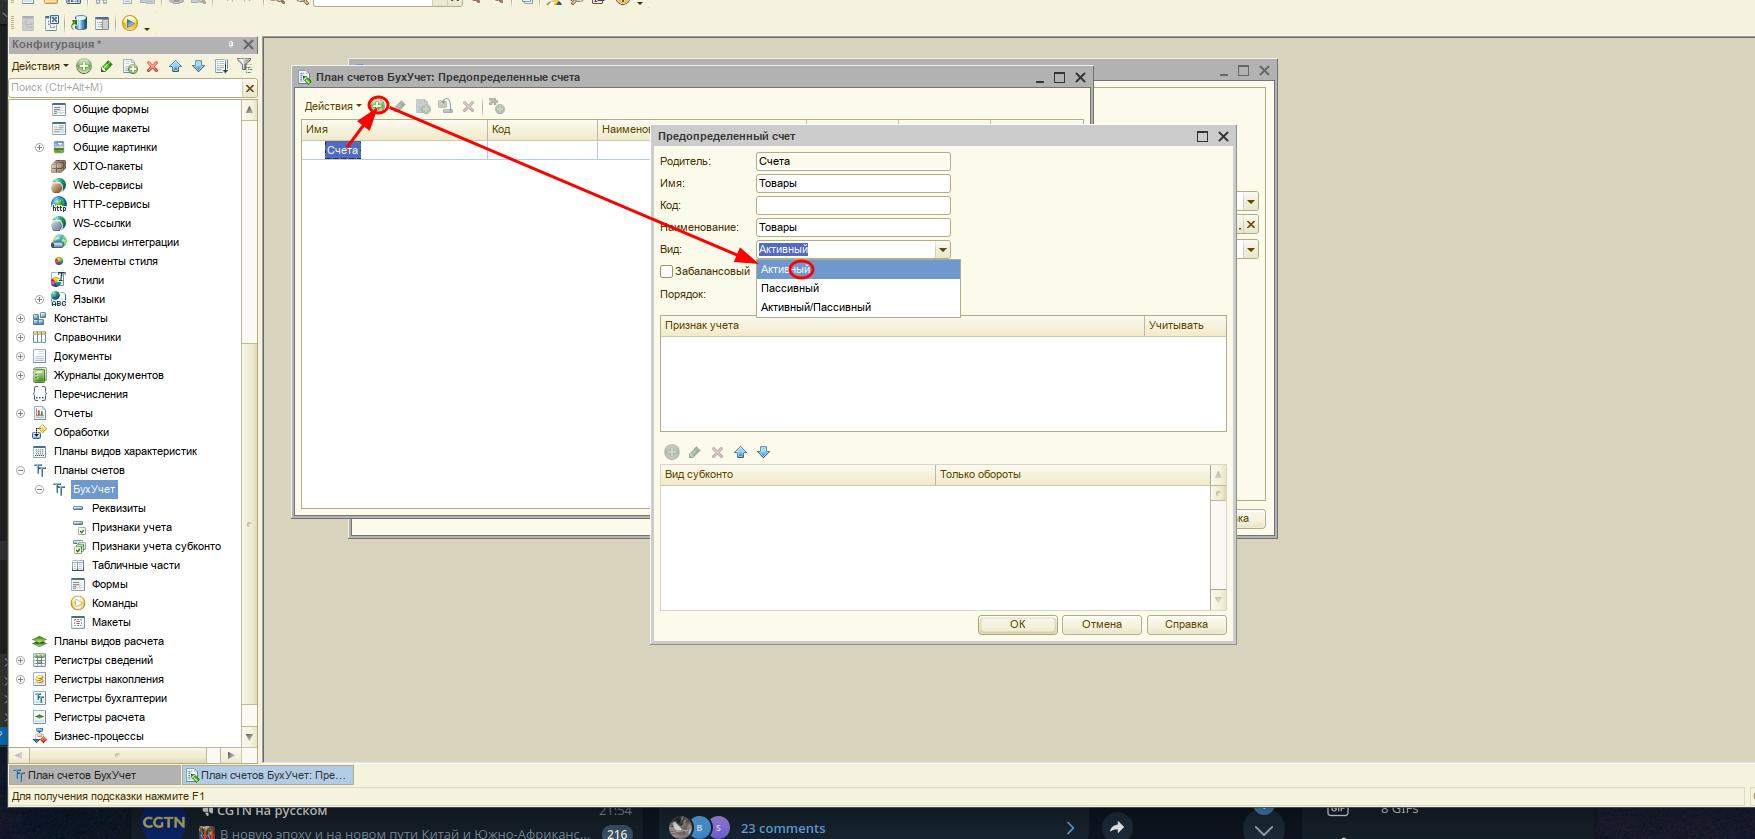 Конфигурация *
Действия
Поиск (Ctrl+Alt+M)
Общие формы
Общие макеты
Общие картинки
XDTO-пакеты
Web-сервисы
HTTP-сервисы
WS-ссылки
Сервисы интеграции
Элементы стиля
Стили
Языки
Константы
Справочники
Документы
Журналы документов
Перечисления
Отчеты
Обработки
Планы видов характеристик
Планы счетов
БухУчет
Реквизиты
Признаки учета
Признаки учета субконто
Табличные части
Формы
Команды
Макеты
Планы видов расчета
Регистры сведений
Регистры накопления
Регистры бухгалтерии
Регистры расчета
Бизнес-процессы
План счетов БухУчет: Предопределенные счета
Действия
Имя Код Наимено
Счета
Предопределенный счет
Родитель: Счета
Имя: Товары
Код:
Наименование: Товары
Вид: Активный
Активный
Забалансовый
Пассивный
Порядок:
Активный/Пассивный
Признак учета Учитывать
Вид субконто Только обороты
ка
ОК Отмена Справка
План счетов БухУчет
План счетов БухУчет: Пре...
Для получения подсказки нажмите F1
CGTN на русском 21:54
CGTN
В новую эпоху и на новом пути Китай и Южно-Африканс... 216
B S 23 comments
GIF 8 GIFs